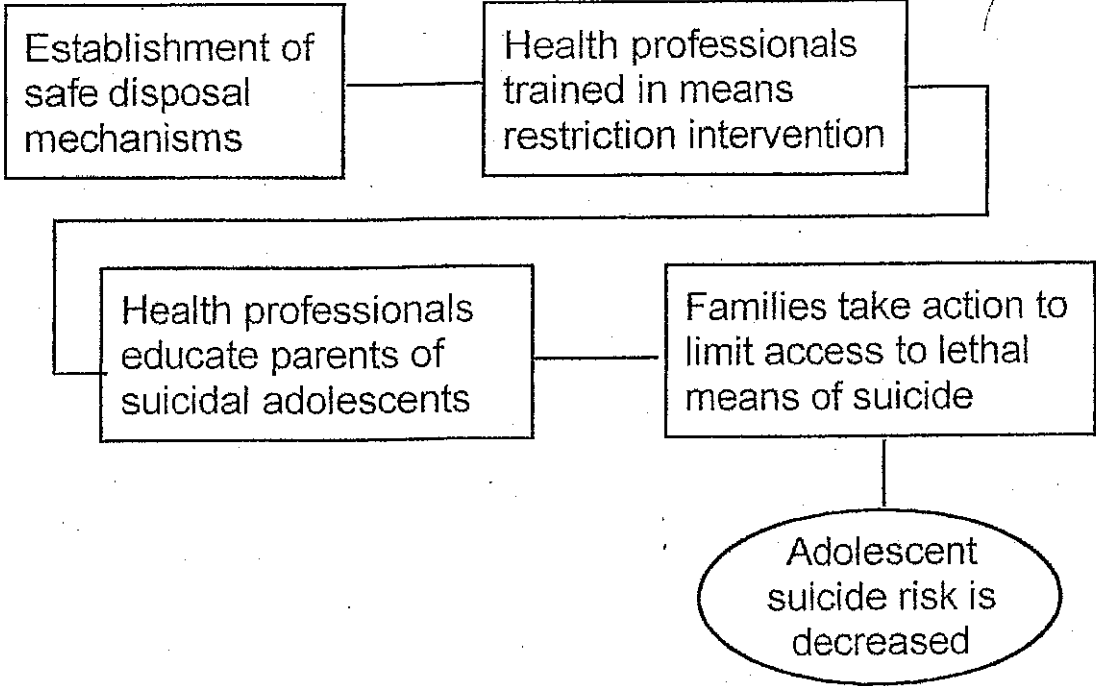 Establishment of
safe disposal
mechanisms
Health professionals
trained in means
restriction intervention
Health professionals
educate parents of
suicidal adolescents
Families take action to
limit access to lethal
means of suicide
Adolescent
suicide risk is
decreased